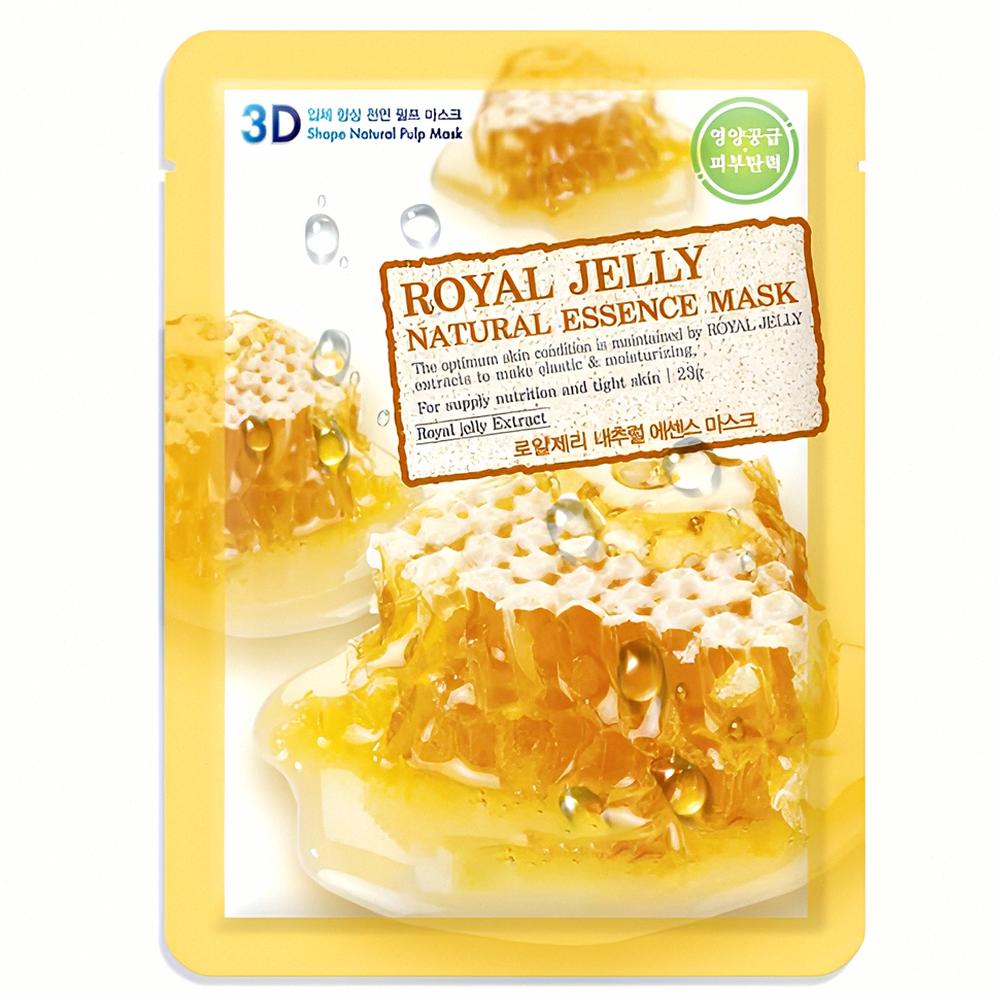 3D
입체 형상 천연 펄프 마스크
Shape Natural Pulp Mask
영양공급
피부탄력
ROYAL JELLY
NATURAL ESSENCE MASK
The optimum skin condition is maintained by ROYAL JELLY
extracts to make elastic & moisturizing,
For supply nutrition and tight skin | 23g
Royal jelly Extract
로얄제리 내추럴 에센스 마스크